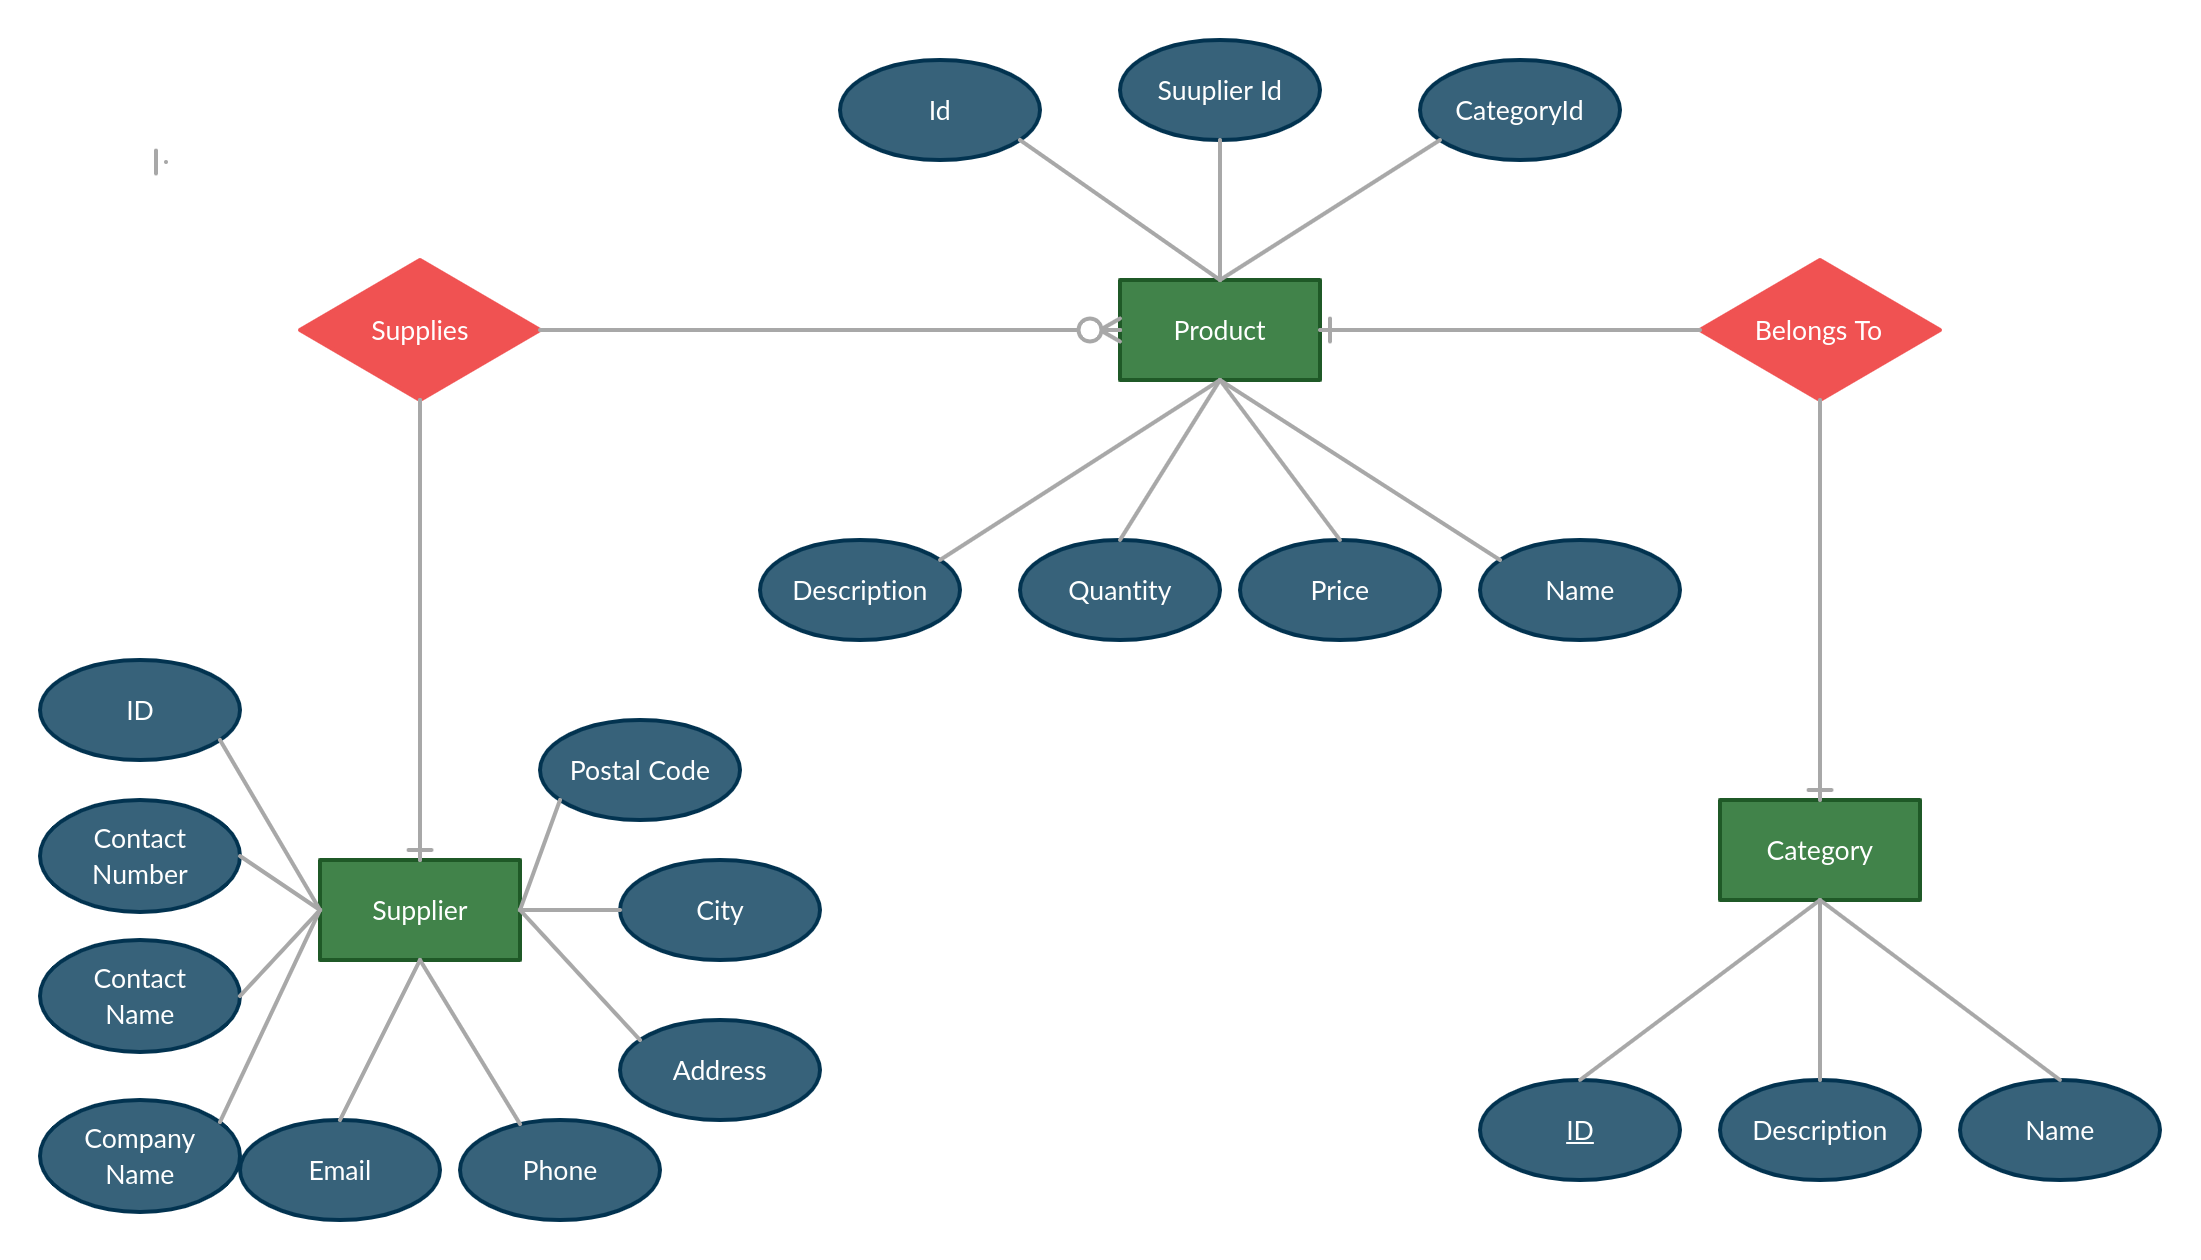 Id
Suuplier Id
CategoryId
Supplies
Product
Belongs To
Description
Quantity
Price
Name
ID
Postal Code
Contact
Number
Supplier
City
Category
Contact
Name
Address
Company
Name
Email
Phone
ID
Description
Name